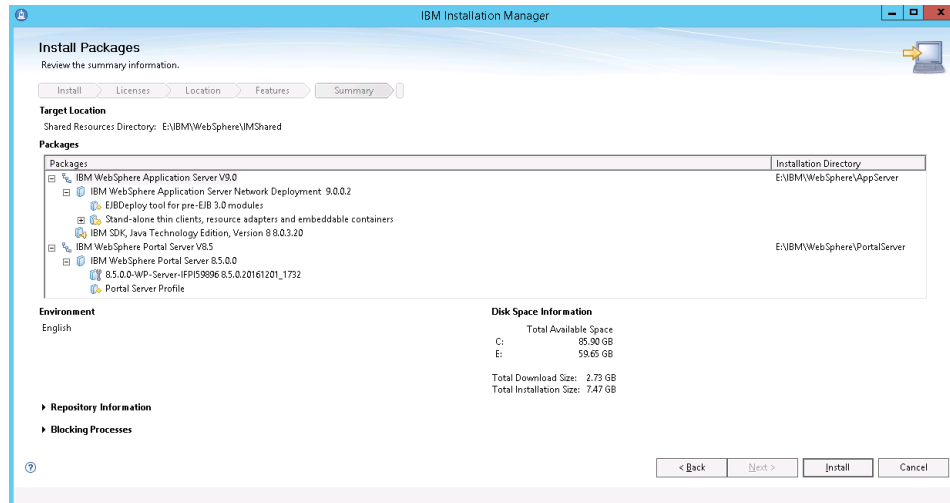 IBM Installation Manager
Install Packages
Review the summary information.
Install Licenses Location Features Summary
Target Location
Shared Resources Directory: E:\IBM\WebSphere\IMShared
Packages
Packages Installation Directory
IBM WebSphere Application Server V9.0 E:\IBM\WebSphere\AppServer
IBM WebSphere Application Server Network Deployment 9.0.0.2
EJBDeploy tool for pre-EJB 3.0 modules
Stand-alone thin clients, resource adapters and embeddable containers
IBM SDK, Java Technology Edition, Version 8 8.0.3.20
IBM WebSphere Portal Server V8.5 E:\IBM\WebSphere\PortalServer
IBM WebSphere Portal Server 8.5.0.0
8.5.0.0-WP-Server-IFPI59896 8.5.0.20161201_1732
Portal Server Profile
Environment Disk Space Information
English Total Available Space
C: 85.90 GB
E: 59.65 GB
Total Download Size: 2.73 GB
Total Installation Size: 7.47 GB
Repository Information
Blocking Processes
? < Back Next > Install Cancel